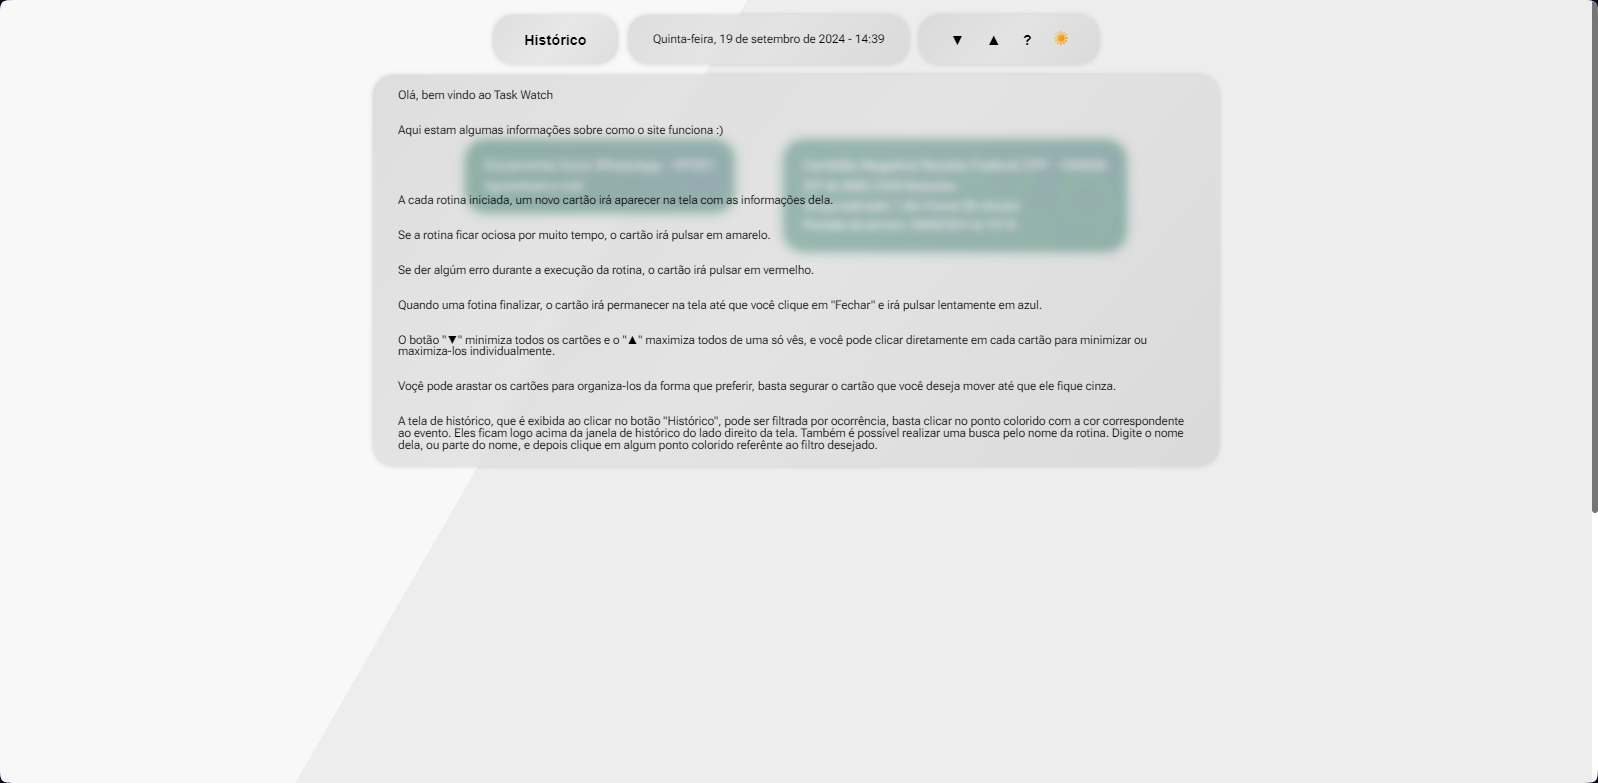 Histórico
Quinta-feira, 19 de setembro de 2024 - 14:39
▼ ▲ ?
Olá, bem vindo ao Task Watch
Aqui estam algumas informações sobre como o site funciona :)
A cada rotina iniciada, um novo cartão irá aparecer na tela com as informações dela.
Se a rotina ficar ociosa por muito tempo, o cartão irá pulsar em amarelo.
Se der algúm erro durante a execução da rotina, o cartão irá pulsar em vermelho.
Quando uma fotina finalizar, o cartão irá permanecer na tela até que você clique em "Fechar" e irá pulsar lentamente em azul.
O botão "▼" minimiza todos os cartões e o "▲" maximiza todos de uma só vês, e você pode clicar diretamente em cada cartão para minimizar ou
maximiza-los individualmente.
Voçê pode arastar os cartões para organiza-los da forma que preferir, basta segurar o cartão que você deseja mover até que ele fique cinza.
A tela de histórico, que é exibida ao clicar no botão "Histórico", pode ser filtrada por ocorrência, basta clicar no ponto colorido com a cor correspondente
ao evento. Eles ficam logo acima da janela de histórico do lado direito da tela. Também é possível realizar uma busca pelo nome da rotina. Digite o nome
dela, ou parte do nome, e depois clique em algum ponto colorido referênte ao filtro desejado.